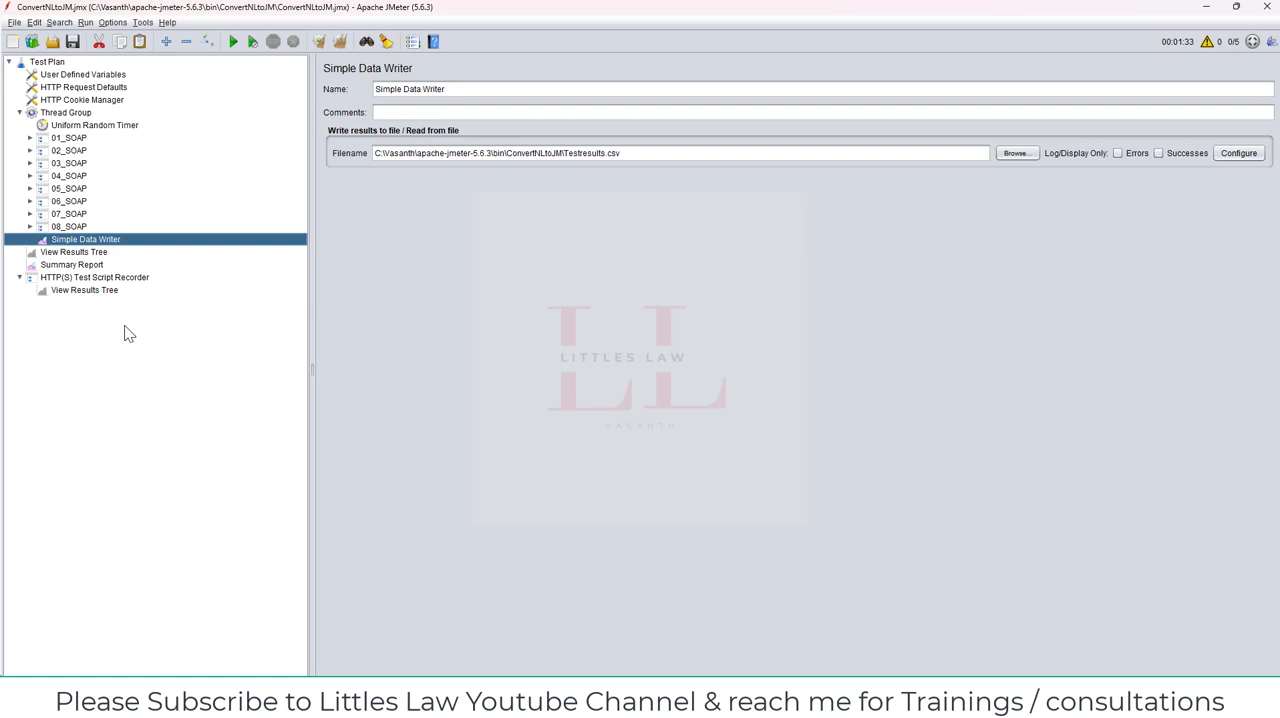 ConvertNLtoJM.jmx (C:\Vasanth\apache-jmeter-5.6.3\bin\ConvertNLtoJM\ConvertNLtoJM.jmx) - Apache JMeter (5.6.3)
File Edit Search Run Options Tools Help
00:01:33 0 0/5
Test Plan
User Defined Variables
HTTP Request Defaults
HTTP Cookie Manager
Thread Group
Uniform Random Timer
01_SOAP
02_SOAP
03_SOAP
04_SOAP
05_SOAP
06_SOAP
07_SOAP
08_SOAP
Simple Data Writer
View Results Tree
Summary Report
HTTP(S) Test Script Recorder
View Results Tree
Simple Data Writer
Name: Simple Data Writer
Comments:
Write results to file / Read from file
Filename C:\Vasanth\apache-jmeter-5.6.3\bin\ConvertNLtoJM\Testresults.csv Browse... Log/Display Only: Errors Successes Configure
LL
LITTLES LAW
VASANTH
Please Subscribe to Littles Law Youtube Channel & reach me for Trainings / consultations